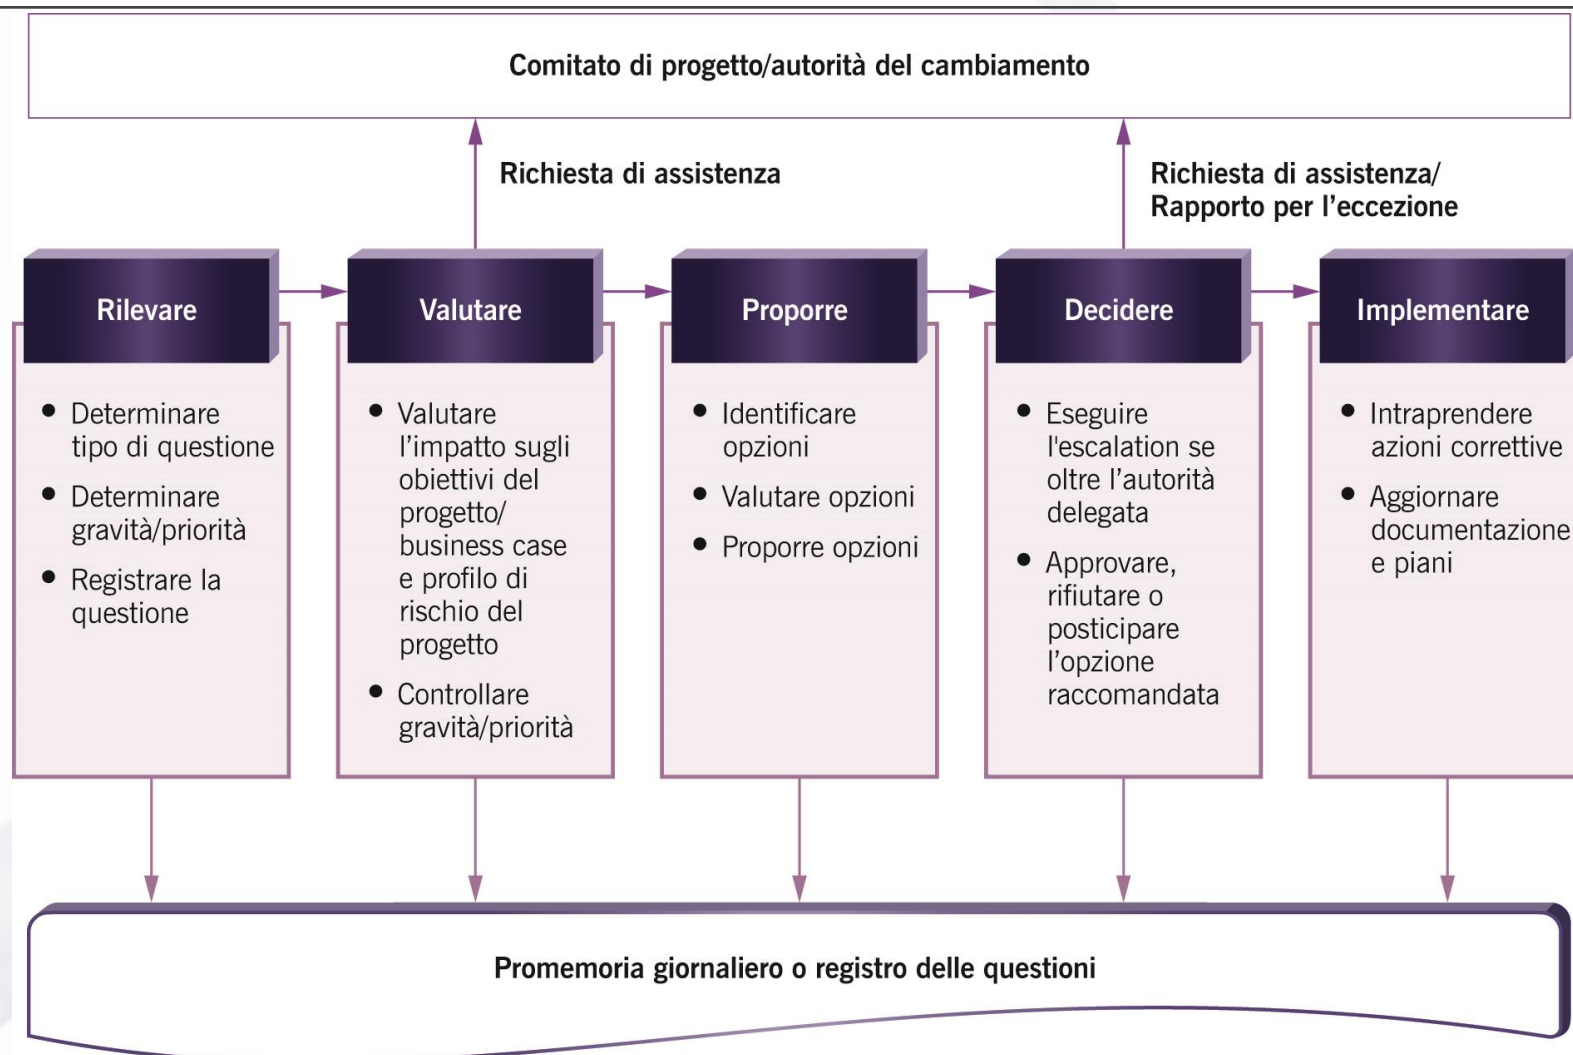 Comitato di progetto/autorità del cambiamento
Richiesta di assistenza
Richiesta di assistenza/
Rapporto per l’eccezione
Rilevare
• Determinare
tipo di questione
• Determinare
gravità/priorità
• Registrare la
questione
Valutare
• Valutare
l’impatto sugli
obiettivi del
progetto/
business case
e profilo di
rischio del
progetto
• Controllare
gravità/priorità
Proporre
• Identificare
opzioni
• Valutare opzioni
• Proporre opzioni
Decidere
• Eseguire
l'escalation se
oltre l’autorità
delegata
• Approvare,
rifiutare o
posticipare
l’opzione
raccomandata
Implementare
• Intraprendere
azioni correttive
• Aggiornare
documentazione
e piani
Promemoria giornaliero o registro delle questioni